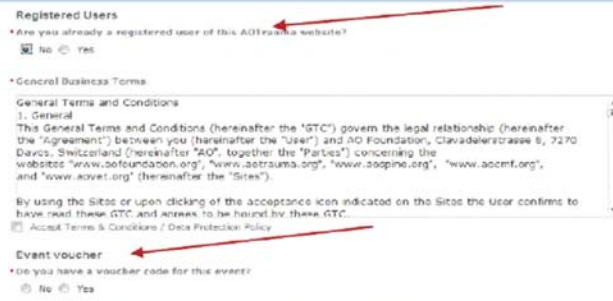 Registered Users
* Are you already a registered user of this AOTrauma website?
No Yes
* General Business Terms
General Terms and Conditions
1. General
This General Terms and Conditions (hereinafter the "GTC") govern the legal relationship (hereinafter
the "Agreement") between you (hereinafter the "User") and AO Foundation, Clavadelerstrasse 8, 7270
Davos, Switzerland (hereinafter "AO", together the "Parties") concerning the
websites "www.aofoundation.org", "www.aotrauma.org", "www.aospine.org", "www.aocmf.org",
and "www.aovet.org" (hereinafter the "Sites").
By using the Sites or upon clicking of the acceptance icon indicated on the Sites the User confirms to
have read these GTC and agrees to be bound by these GTC.
Accept Terms & Conditions / Data Protection Policy
Event voucher
* Do you have a voucher code for this event?
No Yes